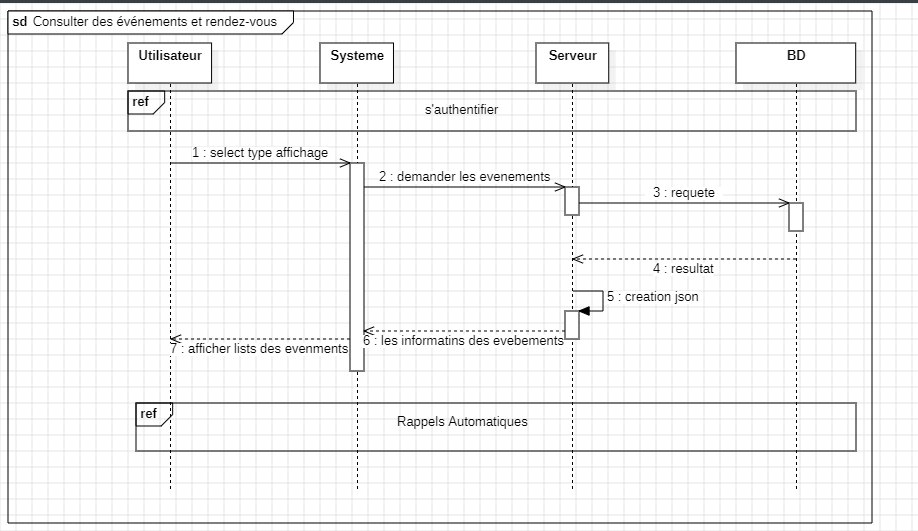 sd Consulter des événements et rendez-vous
Utilisateur
Systeme
Serveur
BD
ref
s'authentifier
1 : select type affichage
2 : demander les evenements
3 : requete
4 : resultat
5 : creation json
6 : les informatins des evebements
7 : afficher lists des evenments
ref
Rappels Automatiques